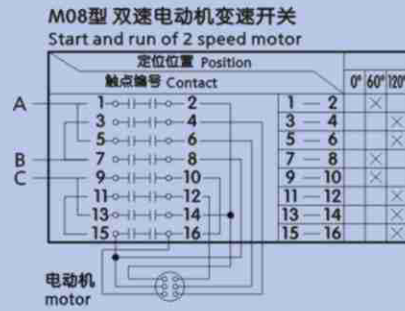 M08型 双速电动机变速开关
Start and run of 2 speed motor
定位位置 Position
触点编号 Contact 0° 60° 120°
A 1 2 1 — 2 ×
3 4 3 — 4 ×
5 6 5 — 6 ×
B 7 8 7 — 8 ×
C 9 10 9 — 10 ×
11 12 11 — 12 ×
13 14 13 — 14 ×
15 16 15 — 16 ×
电动机
motor